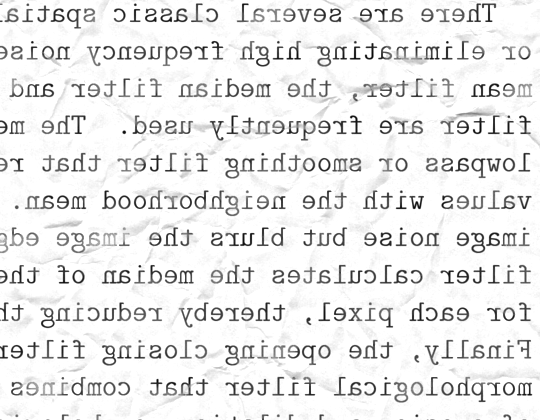 There are several classic spatial
or eliminating high frequency noise
mean filter, the median filter and
filter are frequently used. The me
lowpass or smoothing filter that re
values with the neighborhood mean.
image noise but blurs the image edg
filter calculates the median of the
for each pixel, thereby reducing th
Finally, the opening closing filter
morphological filter that combines